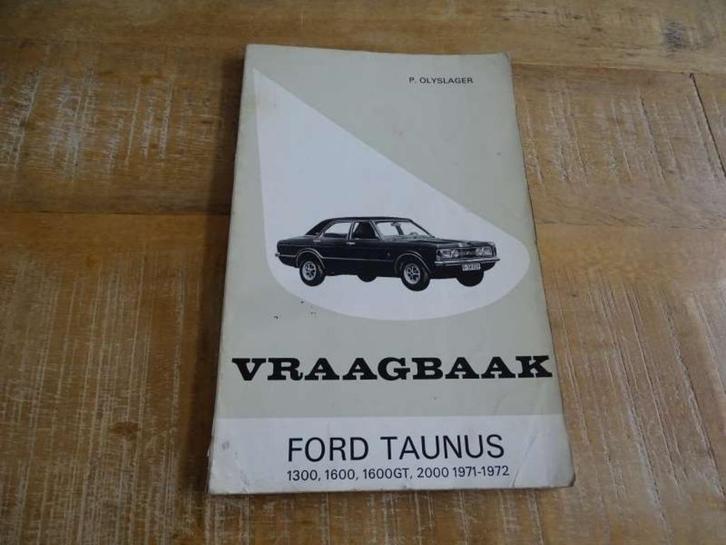 P. OLYSLAGER
VRAAGBAAK
FORD TAUNUS
1300, 1600, 1600GT, 2000 1971-1972